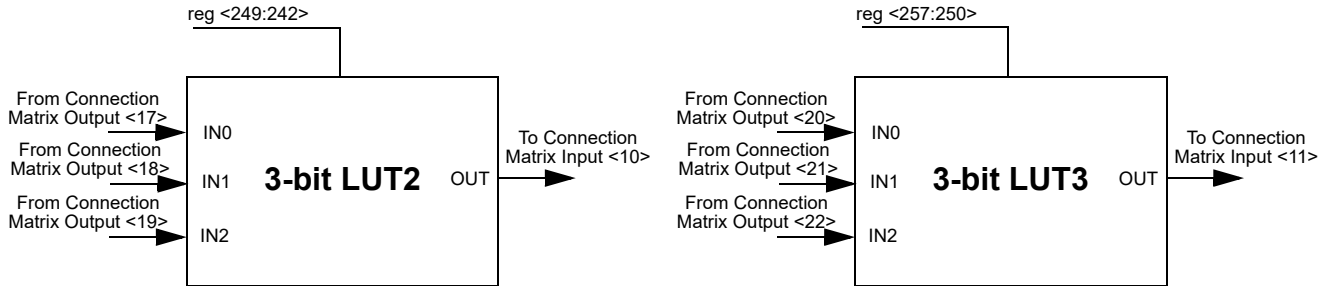 reg <249:242>
From Connection
Matrix Output <17>
IN0
From Connection
Matrix Output <18>
IN1
From Connection
Matrix Output <19>
IN2
3-bit LUT2
OUT
To Connection
Matrix Input <10>
reg <257:250>
From Connection
Matrix Output <20>
IN0
From Connection
Matrix Output <21>
IN1
From Connection
Matrix Output <22>
IN2
3-bit LUT3
OUT
To Connection
Matrix Input <11>